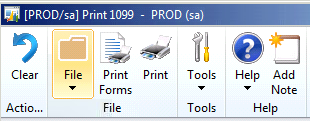 [PROD/sa] Print 1099 - PROD (sa)
Clear File Print Forms Print Tools Help Add Note
Actio... File Tools Help